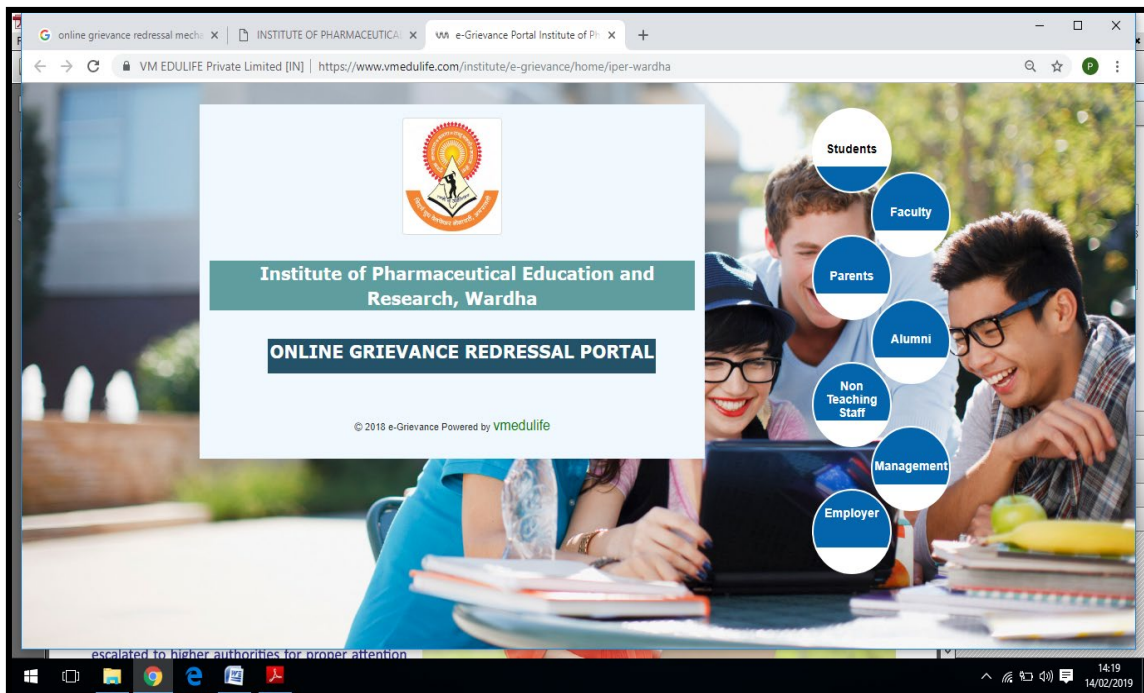 online grievance redressal mecha
INSTITUTE OF PHARMACEUTICA
e-Grievance Portal Institute of Ph
VM EDULIFE Private Limited [IN] | https://www.vmedulife.com/institute/e-grievance/home/iper-wardha
P
Institute of Pharmaceutical Education and
Research, Wardha
ONLINE GRIEVANCE REDRESSAL PORTAL
© 2018 e-Grievance Powered by vmedulife
Students
Faculty
Parents
Alumni
Non
Teaching
Staff
Management
Employer
escalated to higher authorities for proper attention
14:19
14/02/2019